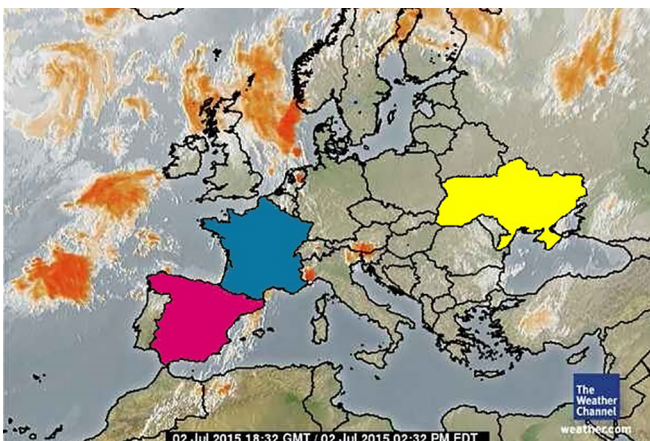 The
Weather
Channel
weather.com
02 Jul 2015 18:32 GMT / 02 Jul 2015 02:32 PM EDT